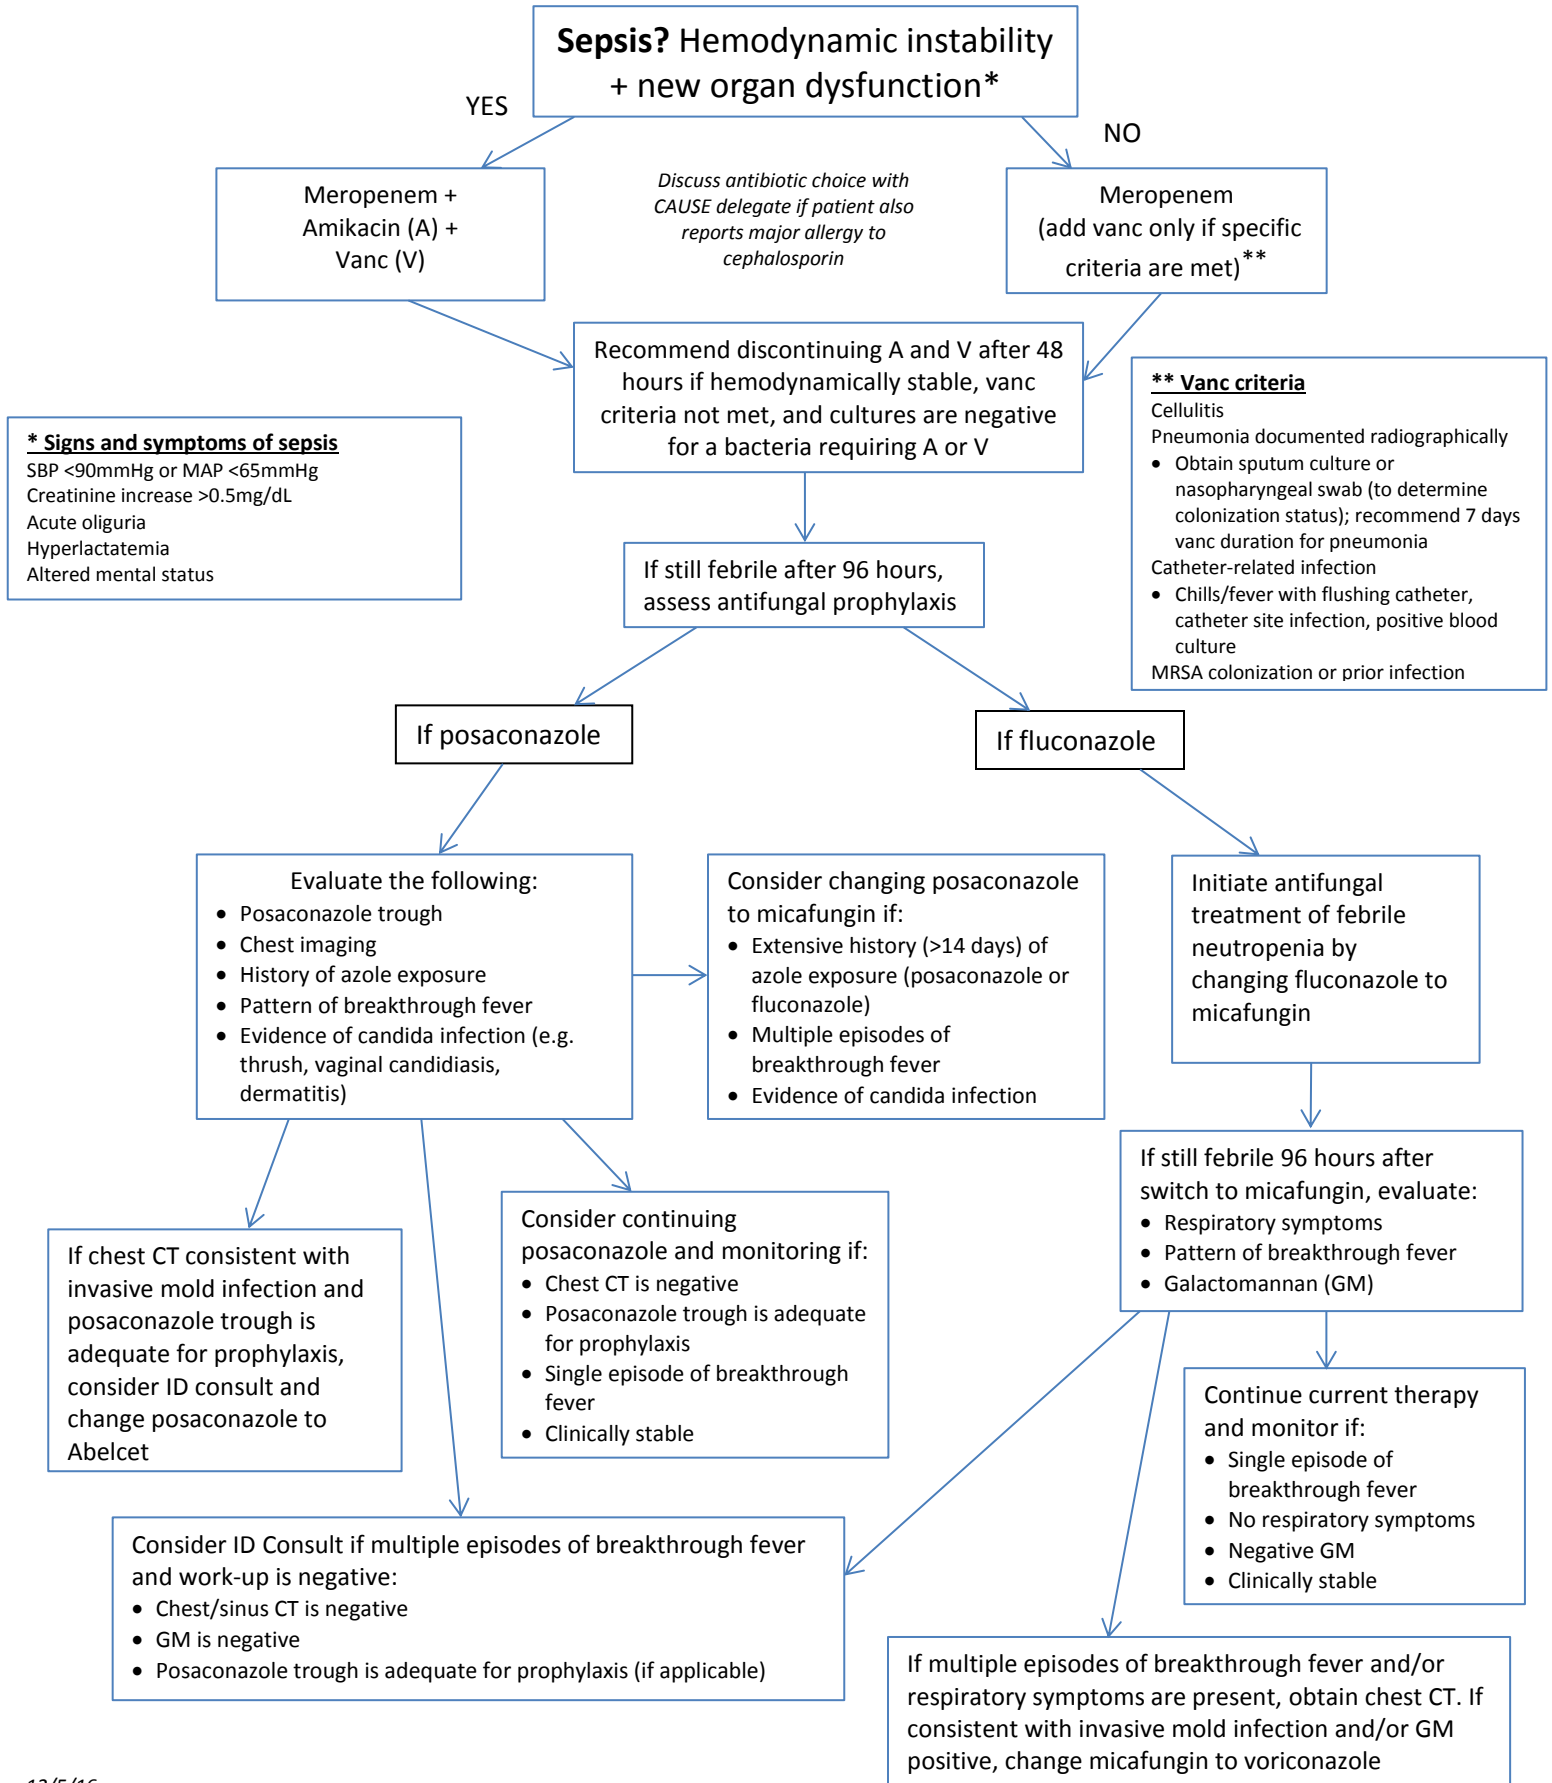 Sepsis? Hemodynamic instability
+ new organ dysfunction*
YES
NO
Meropenem +
Amikacin (A) +
Vanc (V)
Discuss antibiotic choice with
CAUSE delegate if patient also
reports major allergy to
cephalosporin
Meropenem
(add vanc only if specific
criteria are met)**
Recommend discontinuing A and V after 48
hours if hemodynamically stable, vanc
criteria not met, and cultures are negative
for a bacteria requiring A or V
* Signs and symptoms of sepsis
SBP <90mmHg or MAP <65mmHg
Creatinine increase >0.5mg/dL
Acute oliguria
Hyperlactatemia
Altered mental status
** Vanc criteria
Cellulitis
Pneumonia documented radiographically
• Obtain sputum culture or
nasopharyngeal swab (to determine
colonization status); recommend 7 days
vanc duration for pneumonia
Catheter-related infection
• Chills/fever with flushing catheter,
catheter site infection, positive blood
culture
MRSA colonization or prior infection
If still febrile after 96 hours,
assess antifungal prophylaxis
If posaconazole
If fluconazole
Evaluate the following:
• Posaconazole trough
• Chest imaging
• History of azole exposure
• Pattern of breakthrough fever
• Evidence of candida infection (e.g.
thrush, vaginal candidiasis,
dermatitis)
Consider changing posaconazole
to micafungin if:
• Extensive history (>14 days) of
azole exposure (posaconazole or
fluconazole)
• Multiple episodes of
breakthrough fever
• Evidence of candida infection
Initiate antifungal
treatment of febrile
neutropenia by
changing fluconazole to
micafungin
If still febrile 96 hours after
switch to micafungin, evaluate:
• Respiratory symptoms
• Pattern of breakthrough fever
• Galactomannan (GM)
If chest CT consistent with
invasive mold infection and
posaconazole trough is
adequate for prophylaxis,
consider ID consult and
change posaconazole to
Abelcet
Consider continuing
posaconazole and monitoring if:
• Chest CT is negative
• Posaconazole trough is adequate
for prophylaxis
• Single episode of breakthrough
fever
• Clinically stable
Continue current therapy
and monitor if:
• Single episode of
breakthrough fever
• No respiratory symptoms
• Negative GM
• Clinically stable
Consider ID Consult if multiple episodes of breakthrough fever
and work-up is negative:
• Chest/sinus CT is negative
• GM is negative
• Posaconazole trough is adequate for prophylaxis (if applicable)
If multiple episodes of breakthrough fever and/or
respiratory symptoms are present, obtain chest CT. If
consistent with invasive mold infection and/or GM
positive, change micafungin to voriconazole
12/5/16